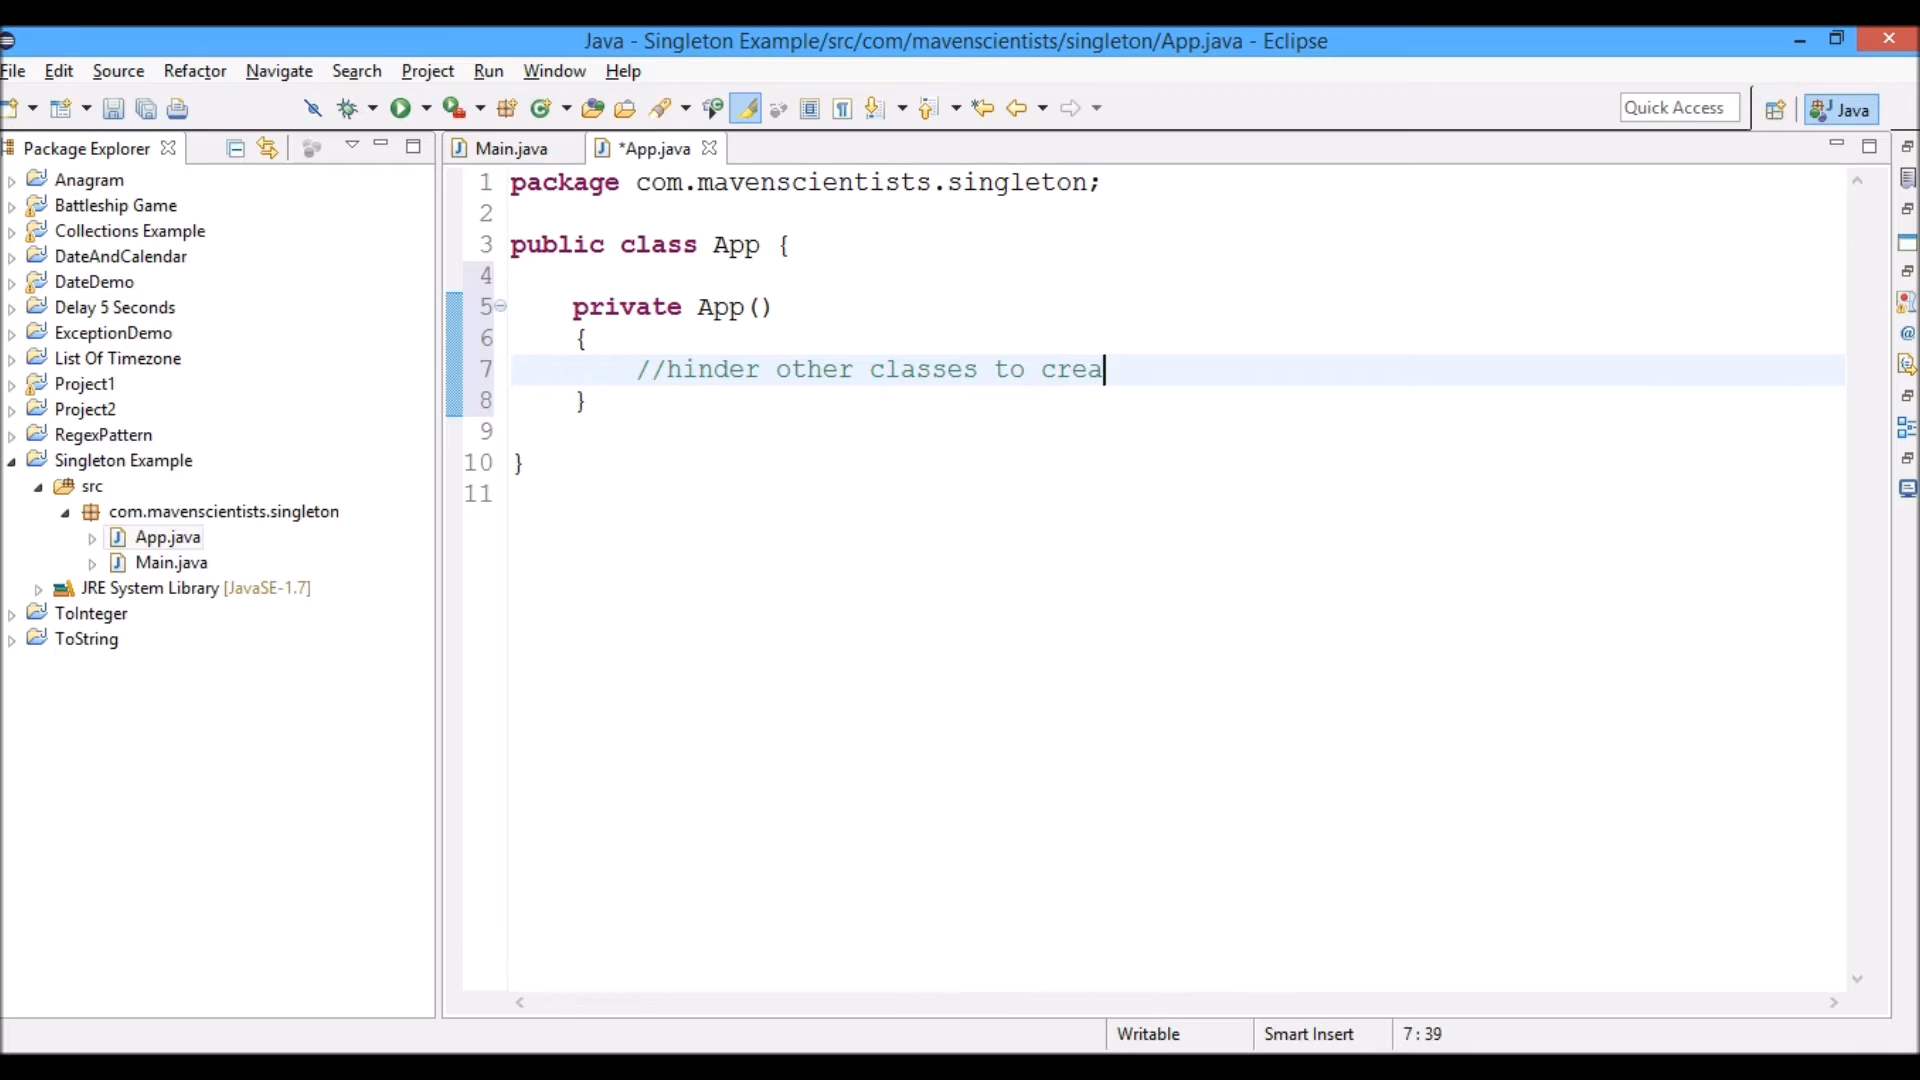 Java - Singleton Example/src/com/mavenscientists/singleton/App.java - Eclipse
File Edit Source Refactor Navigate Search Project Run Window Help
Quick Access
Java
Package Explorer
Main.java
*App.java
Anagram
Battleship Game
Collections Example
DateAndCalendar
DateDemo
Delay 5 Seconds
ExceptionDemo
List Of Timezone
Project1
Project2
RegexPattern
Singleton Example
src
com.mavenscientists.singleton
App.java
Main.java
JRE System Library [JavaSE-1.7]
ToInteger
ToString
1 package com.mavenscientists.singleton;
2
3 public class App {
4
5 private App()
6 {
7 //hinder other classes to crea
8 }
9
10 }
11
Writable
Smart Insert
7 : 39